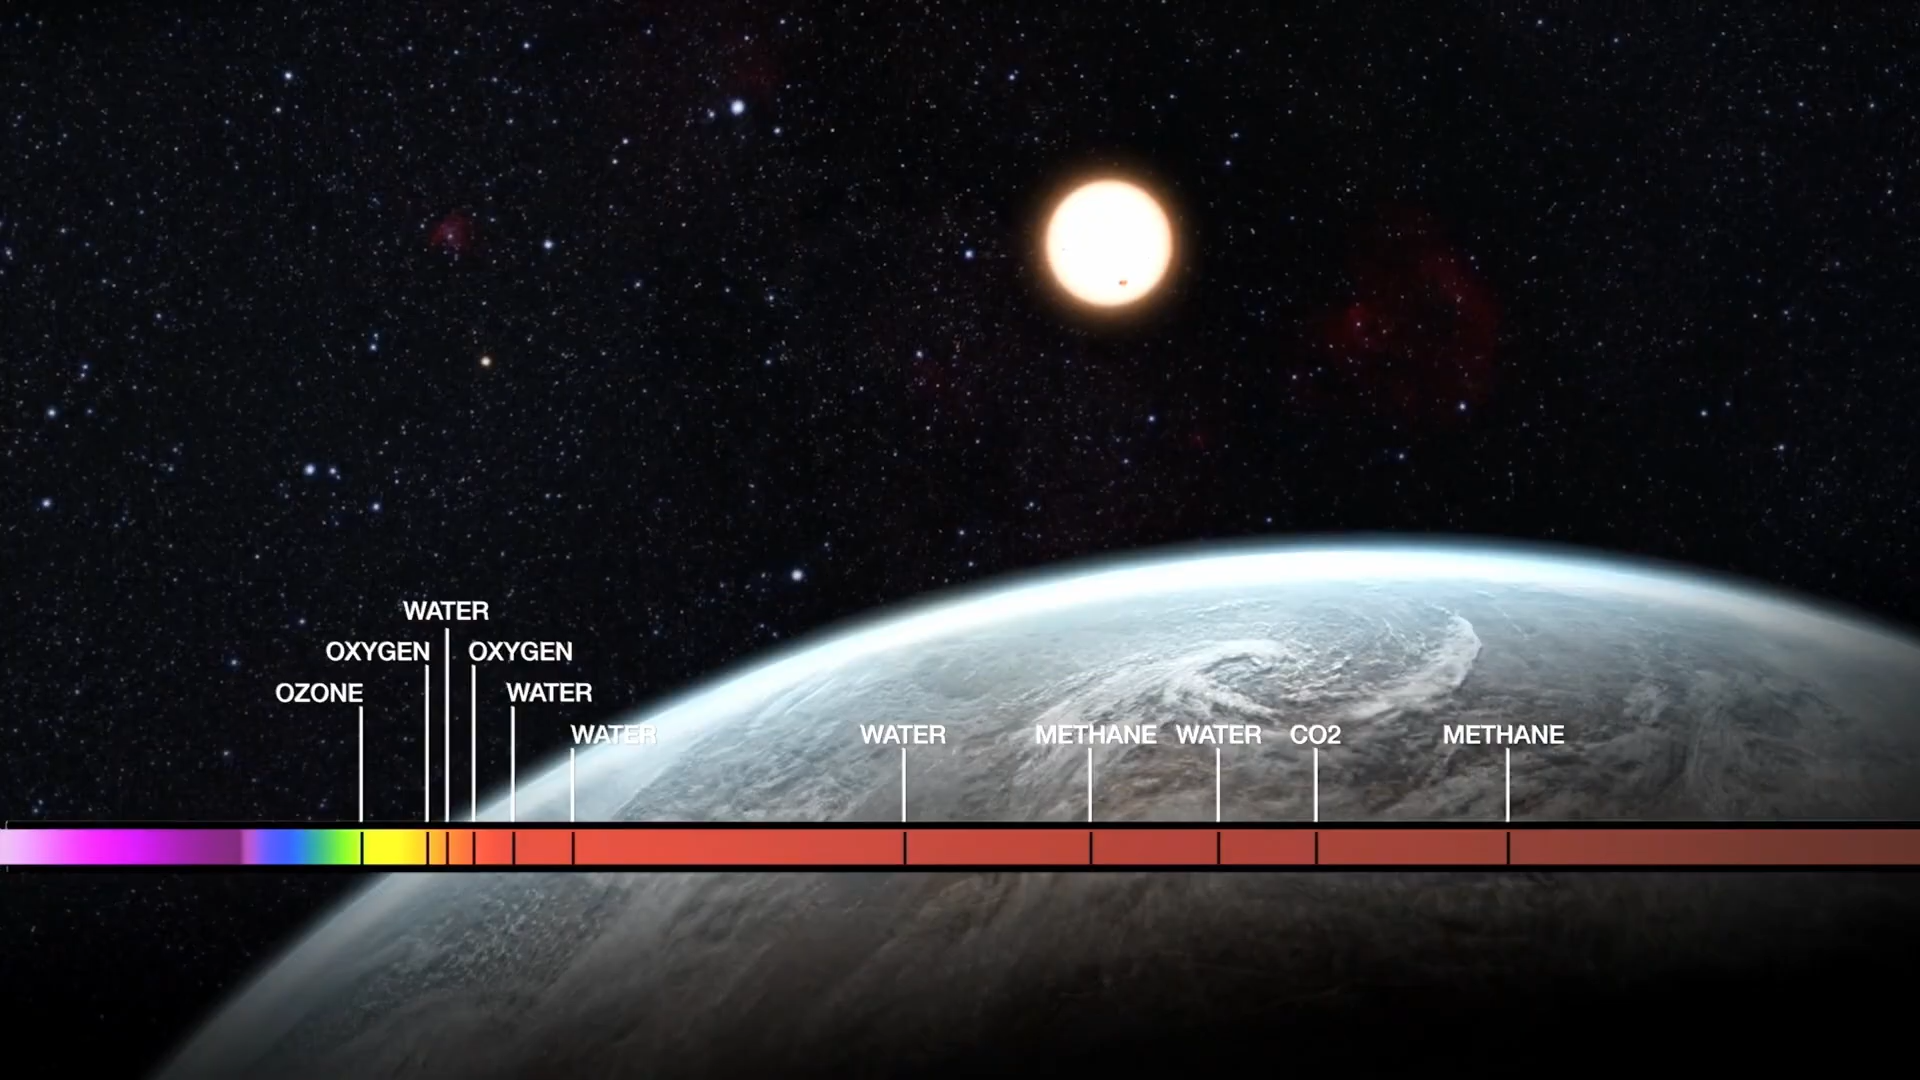 WATER
OXYGEN OXYGEN
OZONE WATER
WATER WATER METHANE WATER CO2 METHANE